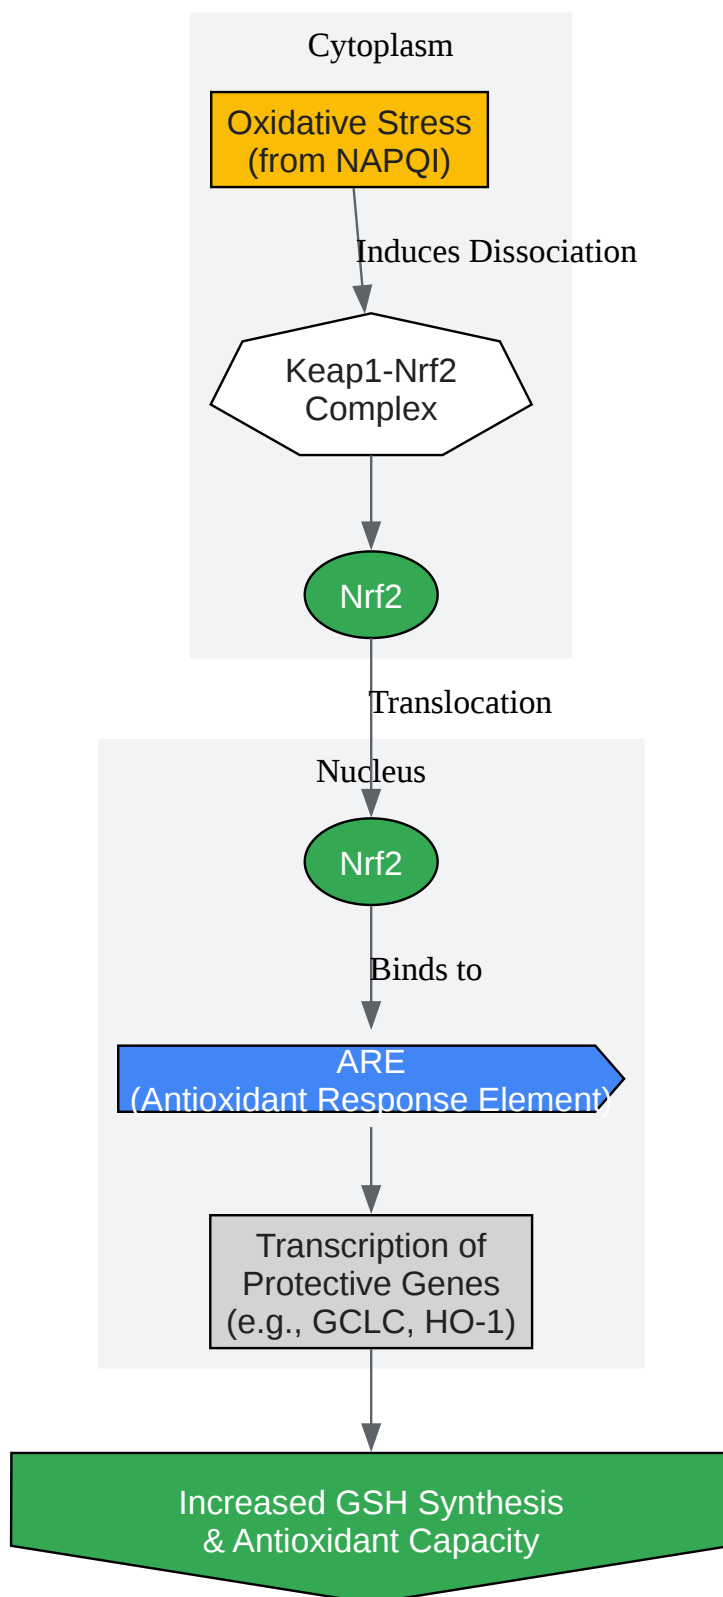 Cytoplasm
Oxidative Stress
(from NAPQI)
Induces Dissociation
Keap1-Nrf2
Complex
Nrf2
Translocation
Nucleus
Nrf2
Binds to
ARE
(Antioxidant Response Element)
Transcription of
Protective Genes
(e.g., GCLC, HO-1)
Increased GSH Synthesis
& Antioxidant Capacity